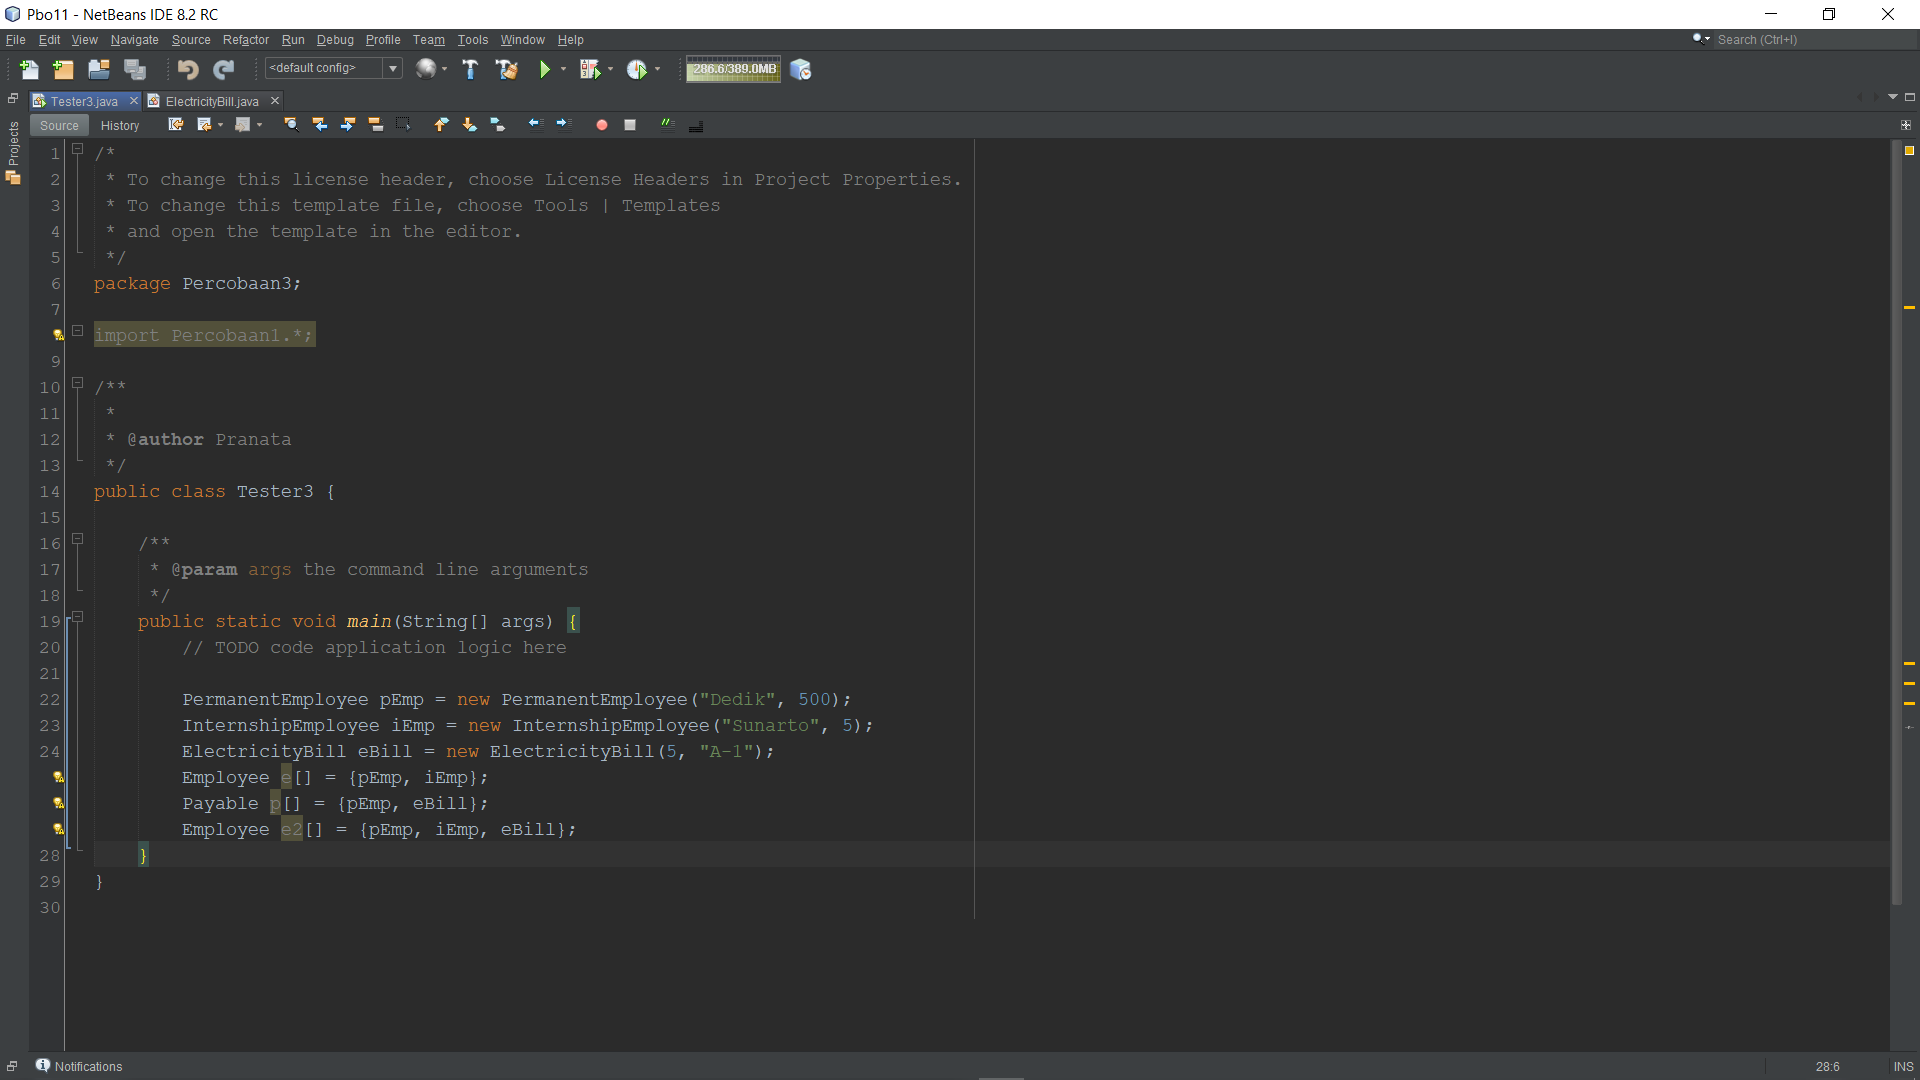 Pbo11 - NetBeans IDE 8.2 RC
File Edit View Navigate Source Refactor Run Debug Profile Team Tools Window Help
Search (Ctrl+I)
<default config>
286.6/389.0MB
Tester3.java
ElectricityBill.java
Source
History
Projects
1 /*
2 * To change this license header, choose License Headers in Project Properties.
3 * To change this template file, choose Tools | Templates
4 * and open the template in the editor.
5 */
6 package Percobaan3;
7
import Percobaan1.*;
9
10 /**
11 *
12 * @author Pranata
13 */
14 public class Tester3 {
15
16 /**
17 * @param args the command line arguments
18 */
19 public static void main(String[] args) {
20 // TODO code application logic here
21
22 PermanentEmployee pEmp = new PermanentEmployee("Dedik", 500);
23 InternshipEmployee iEmp = new InternshipEmployee("Sunarto", 5);
24 ElectricityBill eBill = new ElectricityBill(5, "A-1");
Employee e[] = {pEmp, iEmp};
Payable p[] = {pEmp, eBill};
Employee e2[] = {pEmp, iEmp, eBill};
28 }
29 }
30
Notifications
28:6
INS